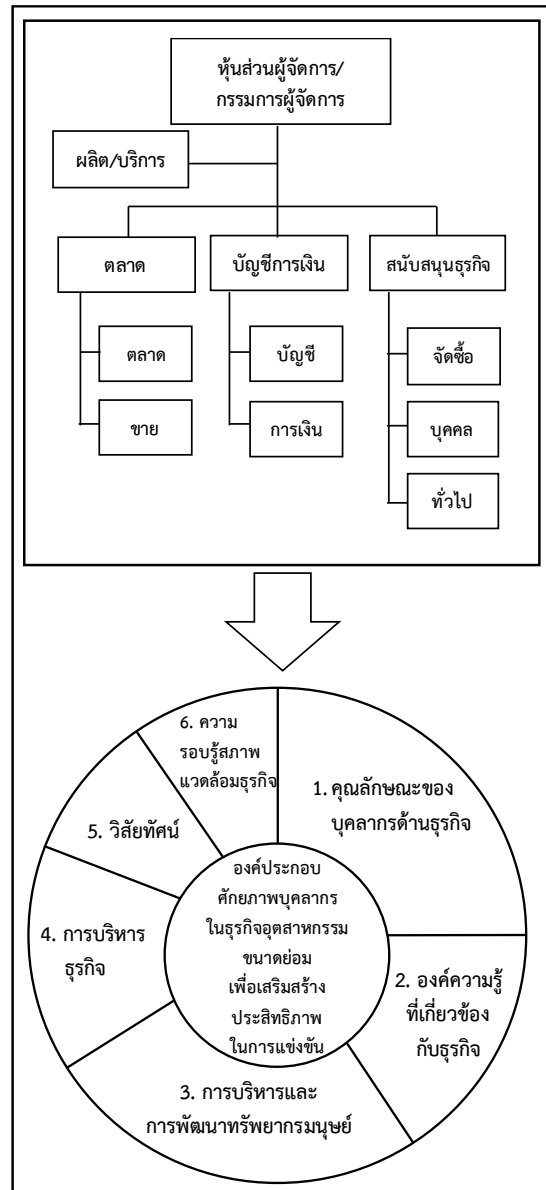 หุ้นส่วนผู้จัดการ/
กรรมการผู้จัดการ
ผลิต/บริการ
ตลาด
บัญชีการเงิน
สนับสนุนธุรกิจ
ตลาด
บัญชี
จัดซื้อ
ขาย
การเงิน
บุคคล
ทั่วไป
1. คุณลักษณะของ
บุคลากรด้านธุรกิจ
2. องค์ความรู้
ที่เกี่ยวข้อง
กับธุรกิจ
3. การบริหารและ
การพัฒนาทรัพยากรมนุษย์
4. การบริหาร
ธุรกิจ
5. วิสัยทัศน์
6. ความ
รอบรู้สภาพ
แวดล้อมธุรกิจ
องค์ประกอบ
ศักยภาพบุคลากร
ในธุรกิจอุตสาหกรรม
ขนาดย่อม
เพื่อเสริมสร้าง
ประสิทธิภาพ
ในการแข่งขัน